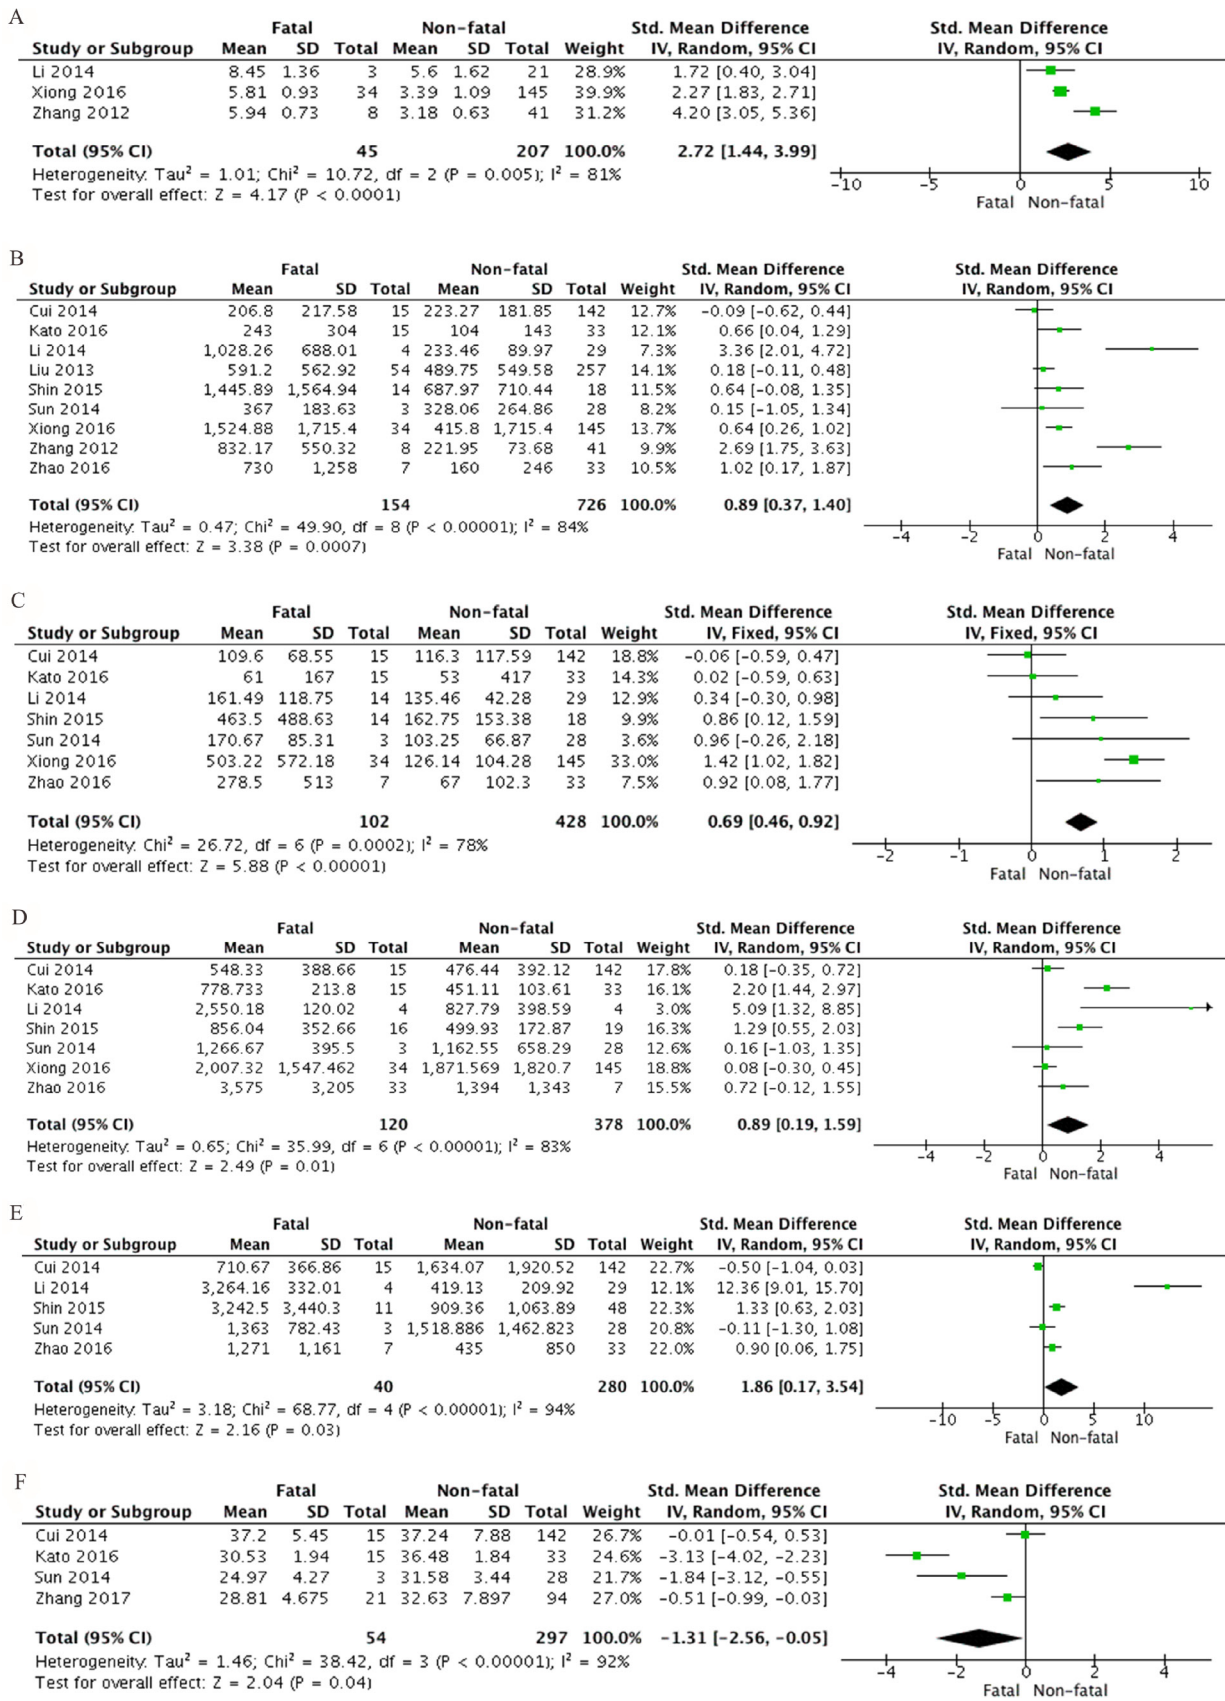 A
Fatal Non-fatal Std. Mean Difference Std. Mean Difference
Study or Subgroup Mean SD Total Mean SD Total Weight IV, Random, 95% CI IV, Random, 95% CI
Li 2014 8.45 1.36 3 5.6 1.62 21 28.9% 1.72 [0.40, 3.04]
Xiong 2016 5.81 0.93 34 3.39 1.09 145 39.9% 2.27 [1.83, 2.71]
Zhang 2012 5.94 0.73 8 3.18 0.63 41 31.2% 4.20 [3.05, 5.36]
Total (95% CI) 45 207 100.0% 2.72 [1.44, 3.99]
Heterogeneity: Tau² = 1.01; Chi² = 10.72, df = 2 (P = 0.005); I² = 81%
Test for overall effect: Z = 4.17 (P < 0.0001)
-10 -5 0 5 10
Fatal Non-fatal
B
Fatal Non-fatal Std. Mean Difference Std. Mean Difference
Study or Subgroup Mean SD Total Mean SD Total Weight IV, Random, 95% CI IV, Random, 95% CI
Cui 2014 206.8 217.58 15 223.27 181.85 142 12.7% -0.09 [-0.62, 0.44]
Kato 2016 243 304 15 104 143 33 12.1% 0.66 [0.04, 1.29]
Li 2014 1,028.26 688.01 4 233.46 89.97 29 7.3% 3.36 [2.01, 4.72]
Liu 2013 591.2 562.92 54 489.75 549.58 257 14.1% 0.18 [-0.11, 0.48]
Shin 2015 1,445.89 1,564.94 14 687.97 710.44 18 11.5% 0.64 [-0.08, 1.35]
Sun 2014 367 183.63 3 328.06 264.86 28 8.2% 0.15 [-1.05, 1.34]
Xiong 2016 1,524.88 1,715.4 34 415.8 1,715.4 145 13.7% 0.64 [0.26, 1.02]
Zhang 2012 832.17 550.32 8 221.95 73.68 41 9.9% 2.69 [1.75, 3.63]
Zhao 2016 730 1,258 7 160 246 33 10.5% 1.02 [0.17, 1.87]
Total (95% CI) 154 726 100.0% 0.89 [0.37, 1.40]
Heterogeneity: Tau² = 0.47; Chi² = 49.90, df = 8 (P < 0.00001); I² = 84%
Test for overall effect: Z = 3.38 (P = 0.0007)
-4 -2 0 2 4
Fatal Non-fatal
C
Fatal Non-fatal Std. Mean Difference Std. Mean Difference
Study or Subgroup Mean SD Total Mean SD Total Weight IV, Fixed, 95% CI IV, Fixed, 95% CI
Cui 2014 109.6 68.55 15 116.3 117.59 142 18.8% -0.06 [-0.59, 0.47]
Kato 2016 61 167 15 53 417 33 14.3% 0.02 [-0.59, 0.63]
Li 2014 161.49 118.75 14 135.46 42.28 29 12.9% 0.34 [-0.30, 0.98]
Shin 2015 463.5 488.63 14 162.75 153.38 18 9.9% 0.86 [0.12, 1.59]
Sun 2014 170.67 85.31 3 103.25 66.87 28 3.6% 0.96 [-0.26, 2.18]
Xiong 2016 503.22 572.18 34 126.14 104.28 145 33.0% 1.42 [1.02, 1.82]
Zhao 2016 278.5 513 7 67 102.3 33 7.5% 0.92 [0.08, 1.77]
Total (95% CI) 102 428 100.0% 0.69 [0.46, 0.92]
Heterogeneity: Chi² = 26.72, df = 6 (P = 0.0002); I² = 78%
Test for overall effect: Z = 5.88 (P < 0.00001)
-2 -1 0 1 2
Fatal Non-fatal
D
Fatal Non-fatal Std. Mean Difference Std. Mean Difference
Study or Subgroup Mean SD Total Mean SD Total Weight IV, Random, 95% CI IV, Random, 95% CI
Cui 2014 548.33 388.66 15 476.44 392.12 142 17.8% 0.18 [-0.35, 0.72]
Kato 2016 778.733 213.8 15 451.11 103.61 33 16.1% 2.20 [1.44, 2.97]
Li 2014 2,550.18 120.02 4 827.79 398.59 4 3.0% 5.09 [1.32, 8.85]
Shin 2015 856.04 352.66 16 499.93 172.87 19 16.3% 1.29 [0.55, 2.03]
Sun 2014 1,266.67 395.5 3 1,162.55 658.29 28 12.6% 0.16 [-1.03, 1.35]
Xiong 2016 2,007.32 1,547.462 34 1,871.569 1,820.7 145 18.8% 0.08 [-0.30, 0.45]
Zhao 2016 3,575 3,205 33 1,394 1,343 7 15.5% 0.72 [-0.12, 1.55]
Total (95% CI) 120 378 100.0% 0.89 [0.19, 1.59]
Heterogeneity: Tau² = 0.65; Chi² = 35.99, df = 6 (P < 0.00001); I² = 83%
Test for overall effect: Z = 2.49 (P = 0.01)
-4 -2 0 2 4
Fatal Non-fatal
E
Fatal Non-fatal Std. Mean Difference Std. Mean Difference
Study or Subgroup Mean SD Total Mean SD Total Weight IV, Random, 95% CI IV, Random, 95% CI
Cui 2014 710.67 366.86 15 1,634.07 1,920.52 142 22.7% -0.50 [-1.04, 0.03]
Li 2014 3,264.16 332.01 4 419.13 209.92 29 12.1% 12.36 [9.01, 15.70]
Shin 2015 3,242.5 3,440.3 11 909.36 1,063.89 48 22.3% 1.33 [0.63, 2.03]
Sun 2014 1,363 782.43 3 1,518.886 1,462.823 28 20.8% -0.11 [-1.30, 1.08]
Zhao 2016 1,271 1,161 7 435 850 33 22.0% 0.90 [0.06, 1.75]
Total (95% CI) 40 280 100.0% 1.86 [0.17, 3.54]
Heterogeneity: Tau² = 3.18; Chi² = 68.77, df = 4 (P < 0.00001); I² = 94%
Test for overall effect: Z = 2.16 (P = 0.03)
-10 -5 0 5 10
Fatal Non-fatal
F
Fatal Non-fatal Std. Mean Difference Std. Mean Difference
Study or Subgroup Mean SD Total Mean SD Total Weight IV, Random, 95% CI IV, Random, 95% CI
Cui 2014 37.2 5.45 15 37.24 7.88 142 26.7% -0.01 [-0.54, 0.53]
Kato 2016 30.53 1.94 15 36.48 1.84 33 24.6% -3.13 [-4.02, -2.23]
Sun 2014 24.97 4.27 3 31.58 3.44 28 21.7% -1.84 [-3.12, -0.55]
Zhang 2017 28.81 4.675 21 32.63 7.897 94 27.0% -0.51 [-0.99, -0.03]
Total (95% CI) 54 297 100.0% -1.31 [-2.56, -0.05]
Heterogeneity: Tau² = 1.46; Chi² = 38.42, df = 3 (P < 0.00001); I² = 92%
Test for overall effect: Z = 2.04 (P = 0.04)
-4 -2 0 2 4
Fatal Non-fatal